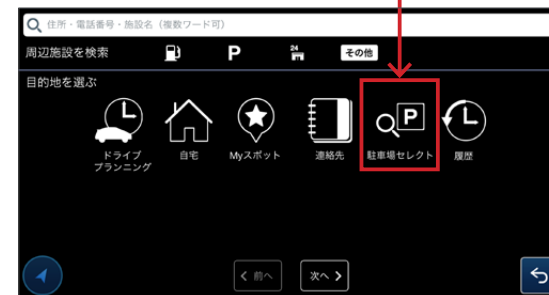 住所・電話番号・施設名（複数ワード可）
周辺施設を検索 P 24 その他
目的地を選ぶ
P
ドライブ
プランニング
自宅
Myスポット
連絡先
駐車場セレクト
履歴
前へ 次へ